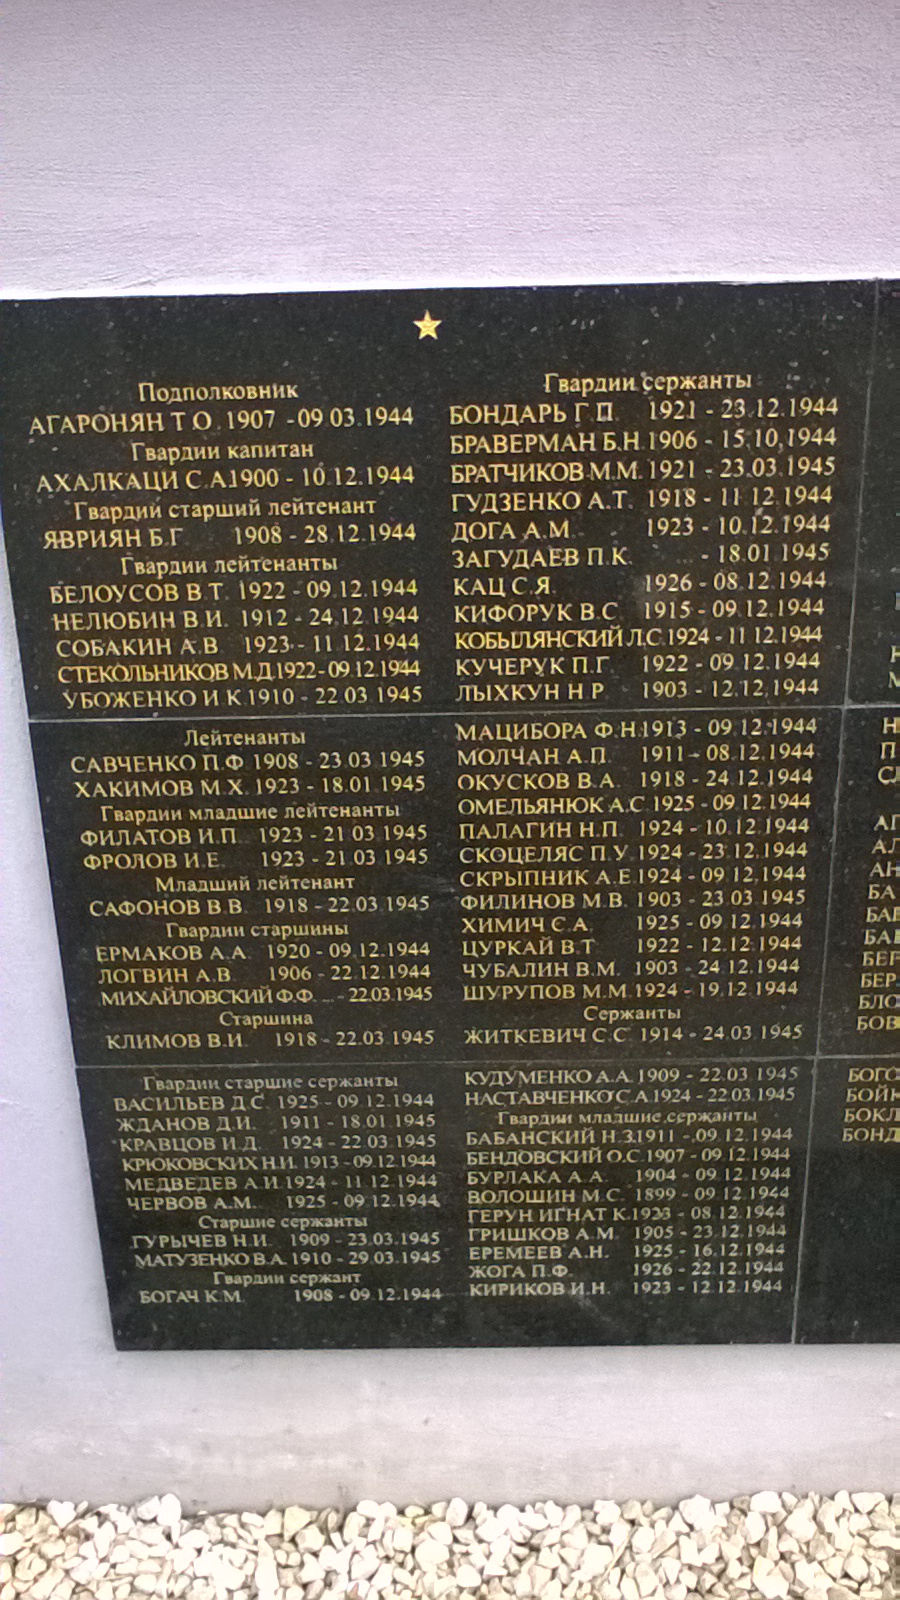 Подполковник
АГАРОНЯН Т О. 1907 - 09 03.1944
Гвардии капитан
АХАЛКАЦИ С.А1900 - 10.12.1944
Гвардий старший лейтенант
ЯВРИЯН Б.Г. 1908 - 28.12.1944
Гвардии лейтенанты
БЕЛОУСОВ В.Т. 1922 - 09.12.1944
НЕЛЮБИН В И. 1912 - 24.12.1944
СОБАКИН А.В 1923 - 11 12.1944
СТЕКОЛЬНИКОВ М.Д.1922-09.12.1944
УБОЖЕНКО И К 1910 - 22 03 1945
Лейтенанты
САВЧЕНКО П.Ф 1908 - 23 03 1945
ХАКИМОВ М.Х. 1923 - 18.01 1945
Гвардии младшие лейтенанты
ФИЛАТОВ И.П. 1923 - 21 03 1945
ФРОЛОВ И.Е. 1923 - 21.03 1945
Младший лейтенант
САФОНОВ В.В. 1918 - 22.03 1945
Гвардии старшины
ЕРМАКОВ А.А. 1920 - 09.12.1944
ЛОГВИН А.В. 1906 - 22.12.1944
МИХАЙЛОВСКИЙ Ф.Ф. ... - 22.03.1945
Старшина
КЛИМОВ В.И. 1918 - 22.03 1945
Гвардии старшие сержанты
ВАСИЛЬЕВ Д.С. 1925 - 09.12.1944
ЖДАНОВ Д.И. 1911 - 18.01 1945
КРАВЦОВ И.Д. 1924 - 22.03 1945
КРЮКОВСКИХ Н.И. 1913 - 09.12.1944
МЕДВЕДЕВ А.И 1924 - 11 12 1944
ЧЕРВОВ А.М. 1925 - 09.12.1944
Старшие сержанты
ГУРЫЧЕВ Н.И. 1909 - 23.03.1945
МАТУЗЕНКО В.А. 1910 - 29.03.1945
Гвардии сержант
БОГАЧ К.М. 1908 - 09.12.1944
Гвардии сержанты
БОНДАРЬ Г.П. 1921 - 23.12.1944
БРАВЕРМАН Б.Н.1906 - 15.10.1944
БРАТЧИКОВ М.М. 1921 - 23.03.1945
ГУДЗЕНКО А.Т. 1918 - 11 12.1944
ДОГА А.М. 1923 - 10.12.1944
ЗАГУДАЕВ П.К. ... - 18.01 1945
КАЦ С.Я. 1926 - 08.12.1944
КИФОРУК В.С. 1915 - 09.12.1944
КОБЫЛЯНСКИЙ Л.С.1924 - 11 12.1944
КУЧЕРУК П.Г. 1922 - 09 12.1944
ЛЫХКУН Н Р. 1903 - 12.12.1944
МАЦИБОРА Ф.Н.1913 - 09.12.1944
МОЛЧАН А.П. 1911 - 08.12.1944
ОКУСКОВ В.А. 1918 - 24.12.1944
ОМЕЛЬЯНЮК А.С.1925 - 09.12.1944
ПАЛАГИН Н.П. 1924 - 10.12.1944
СКОЦЕЛЯС П.У. 1924 - 23.12.1944
СКРЫПНИК А.Е.1924 - 09.12.1944
ФИЛИНОВ М.В. 1903 - 23.03.1945
ХИМИЧ С.А. 1925 - 09.12.1944
ЦУРКАЙ В.Т. 1922 - 12.12.1944
ЧУБАЛИН В.М. 1903 - 24.12.1944
ШУРУПОВ М.М.1924 - 19.12.1944
Сержанты
ЖИТКЕВИЧ С.С. 1914 - 24.03 1945
КУДУМЕНКО А.А. 1909 - 22.03 1945
НАСТАВЧЕНКО С.А.1924 - 22.03 1945
Гвардии младшие сержанты
БАБАНСКИЙ Н.З.1911 - 09.12.1944
БЕНДОВСКИЙ О.С. 1907 - 09.12.1944
БУРЛАКА А.А. 1904 - 09.12.1944
ВОЛОШИН М.С. 1899 - 09.12.1944
ГЕРУН ИГНАТ К.1923 - 08.12.1944
ГРИШКОВ А.М. 1905 - 23.12.1944
ЕРЕМЕЕВ А.Н. 1925 - 16.12.1944
ЖОГА П.Ф. 1926 - 22.12.1944
КИРИКОВ И.Н. 1923 - 12.12.1944